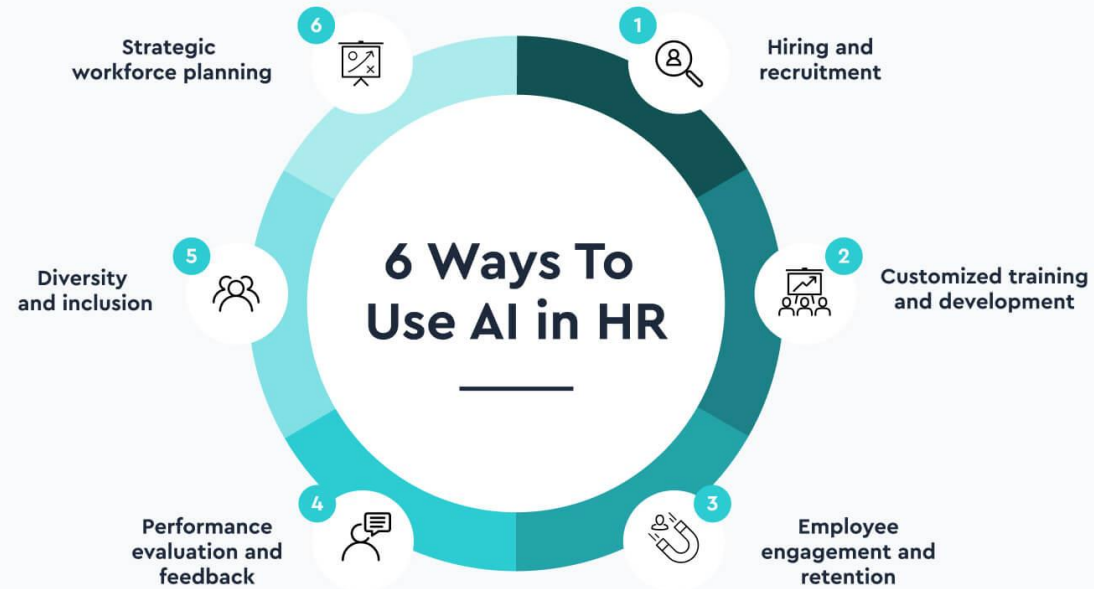 6 Ways To
Use AI in HR
1
Hiring and
recruitment
2
Customized training
and development
3
Employee
engagement and
retention
4
Performance
evaluation and
feedback
5
Diversity
and inclusion
6
Strategic
workforce planning